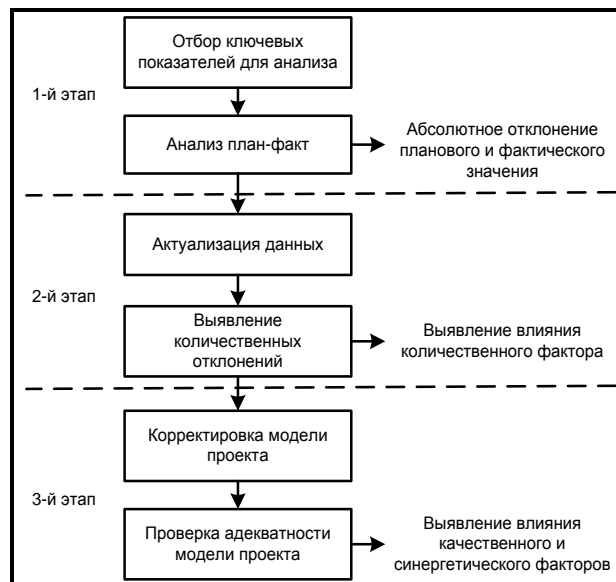 Отбор ключевых
показателей для анализа
1-й этап
Анализ план-факт
Абсолютное отклонение
планового и фактического
значения
Актуализация данных
2-й этап
Выявление
количественных
отклонений
Выявление влияния
количественного фактора
Корректировка модели
проекта
3-й этап
Проверка адекватности
модели проекта
Выявление влияния
качественного и
синергетического факторов